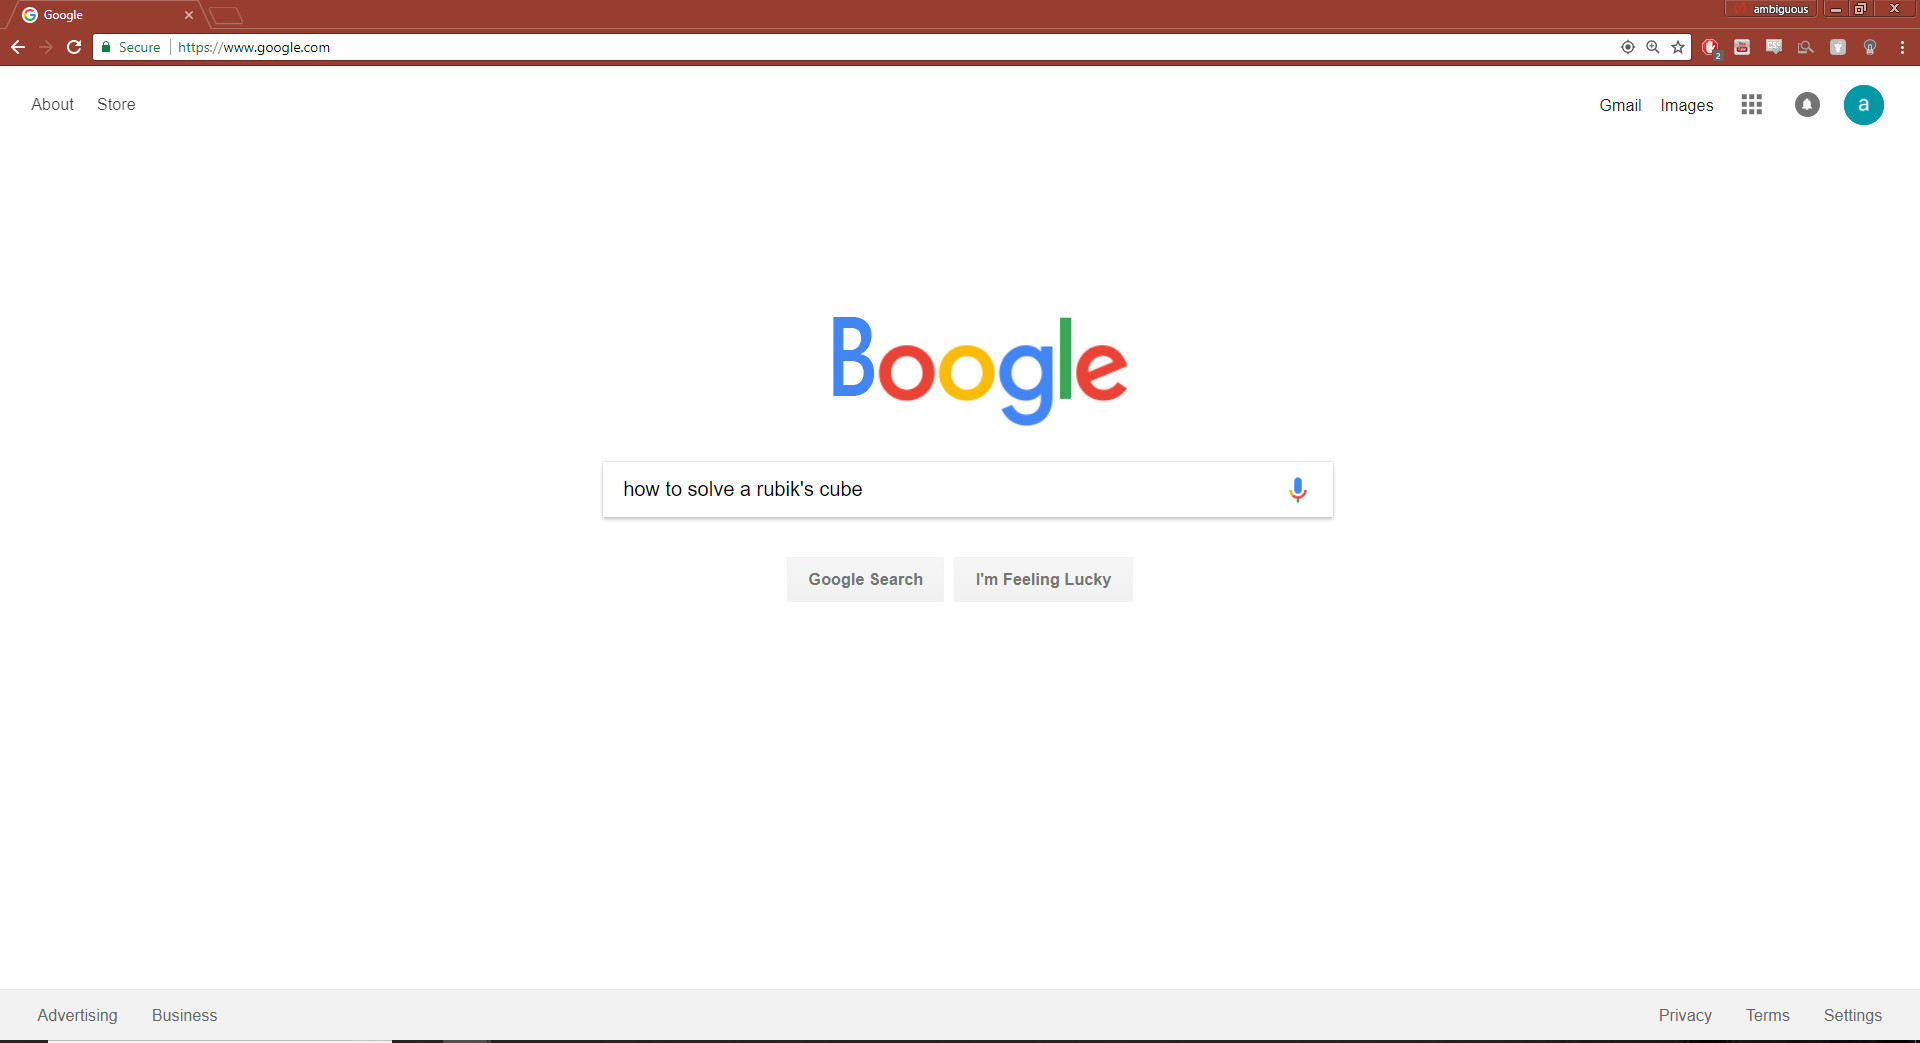 Google
ambiguous
Secure https://www.google.com
2
About Store
Gmail Images
a
Boogle
how to solve a rubik's cube
Google Search I'm Feeling Lucky
Advertising Business
Privacy Terms Settings